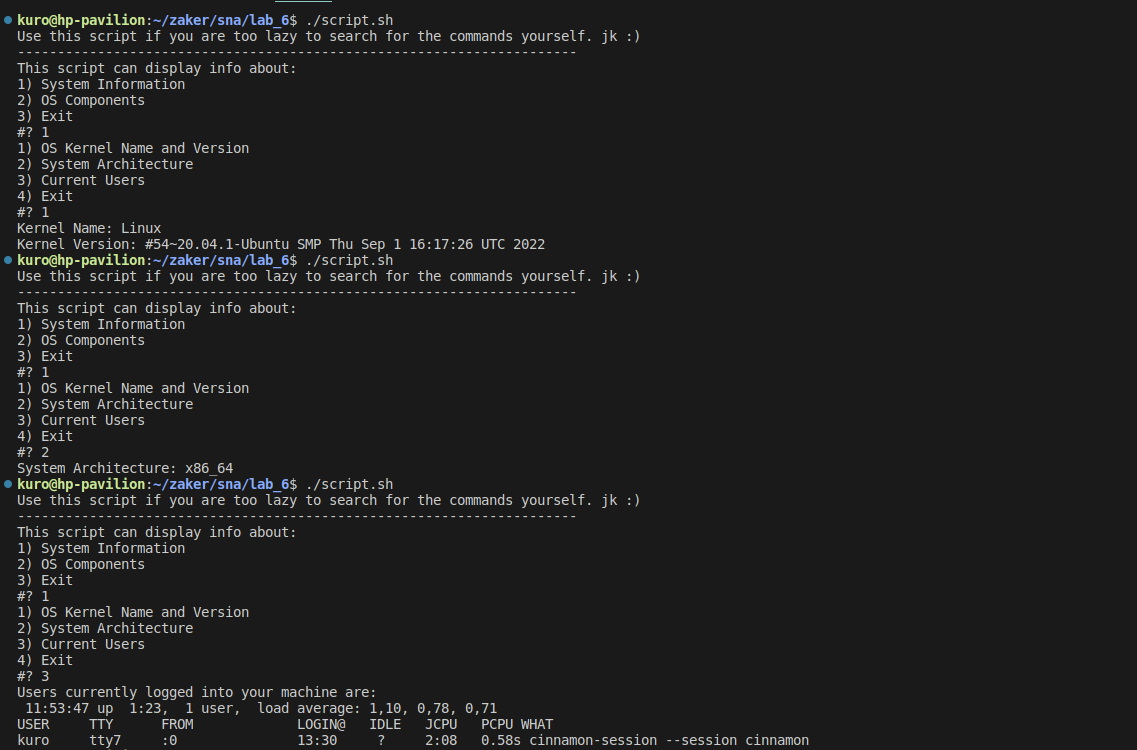 kuro@hp-pavilion:~/zaker/sna/lab_6$ ./script.sh
Use this script if you are too lazy to search for the commands yourself. jk :)
----------------------------------------------------------------------
This script can display info about:
1) System Information
2) OS Components
3) Exit
#? 1
1) OS Kernel Name and Version
2) System Architecture
3) Current Users
4) Exit
#? 1
Kernel Name: Linux
Kernel Version: #54~20.04.1-Ubuntu SMP Thu Sep 1 16:17:26 UTC 2022
kuro@hp-pavilion:~/zaker/sna/lab_6$ ./script.sh
Use this script if you are too lazy to search for the commands yourself. jk :)
----------------------------------------------------------------------
This script can display info about:
1) System Information
2) OS Components
3) Exit
#? 1
1) OS Kernel Name and Version
2) System Architecture
3) Current Users
4) Exit
#? 2
System Architecture: x86_64
kuro@hp-pavilion:~/zaker/sna/lab_6$ ./script.sh
Use this script if you are too lazy to search for the commands yourself. jk :)
----------------------------------------------------------------------
This script can display info about:
1) System Information
2) OS Components
3) Exit
#? 1
1) OS Kernel Name and Version
2) System Architecture
3) Current Users
4) Exit
#? 3
Users currently logged into your machine are:
 11:53:47 up  1:23,  1 user,  load average: 1,10, 0,78, 0,71
USER     TTY      FROM             LOGIN@   IDLE   JCPU   PCPU WHAT
kuro     tty7     :0               13:30     ?     2:08   0.58s cinnamon-session --session cinnamon